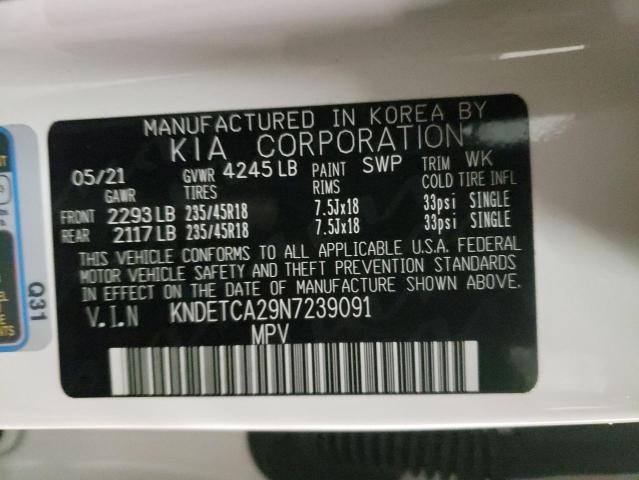 MANUFACTURED IN KOREA BY
KIA CORPORATION
05/21 GVWR 4245 LB PAINT SWP TRIM WK
GAWR TIRES RIMS COLD TIRE INFL
FRONT 2293 LB 235/45R18 7.5Jx18 33psi SINGLE
REAR 2117 LB 235/45R18 7.5Jx18 33psi SINGLE
THIS VEHICLE CONFORMS TO ALL APPLICABLE U.S.A. FEDERAL
MOTOR VEHICLE SAFETY AND THEFT PREVENTION STANDARDS
IN EFFECT ON THE DATE OF MANUFACTURE SHOWN ABOVE.
V.I.N KNDETCA29N7239091
MPV
Q31